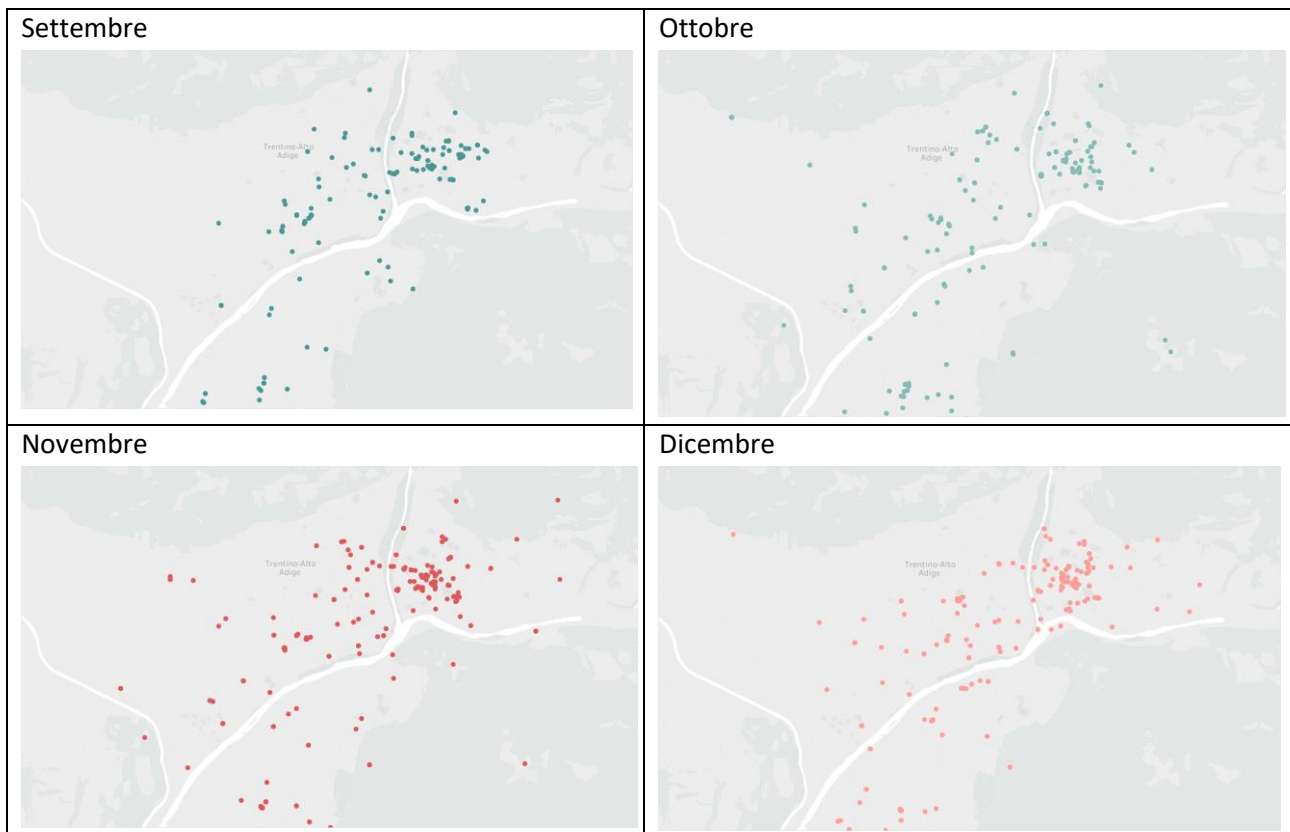 Settembre
Trentino-Alto
Adige
Ottobre
Trentino-Alto
Adige
Novembre
Trentino-Alto
Adige
Dicembre
Trentino-Alto
Adige